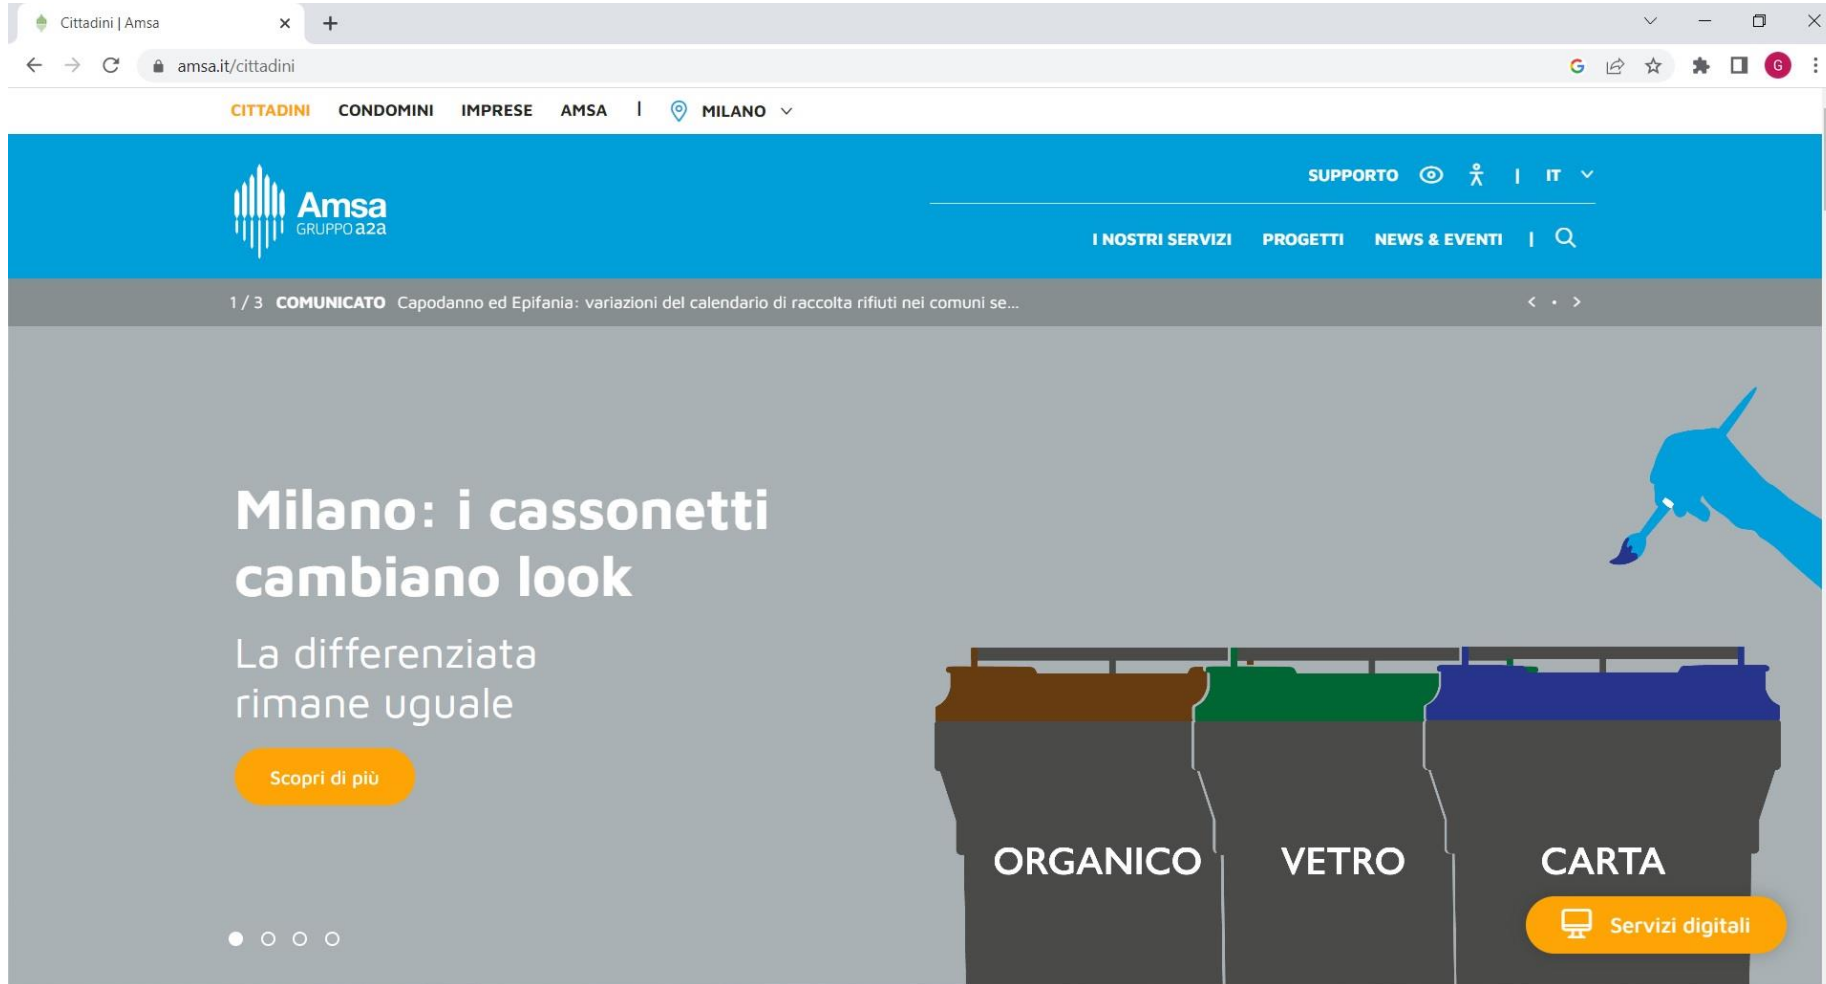 Cittadini | Amsa
amsa.it/cittadini
G
CITTADINI CONDOMINI IMPRESE AMSA | MILANO
SUPPORTO | IT
Amsa
GRUPPO a2a
I NOSTRI SERVIZI PROGETTI NEWS & EVENTI |
1 / 3 COMUNICATO Capodanno ed Epifania: variazioni del calendario di raccolta rifiuti nei comuni se...
Milano: i cassonetti
cambiano look
La differenziata
rimane uguale
Scopri di più
ORGANICO VETRO CARTA
Servizi digitali